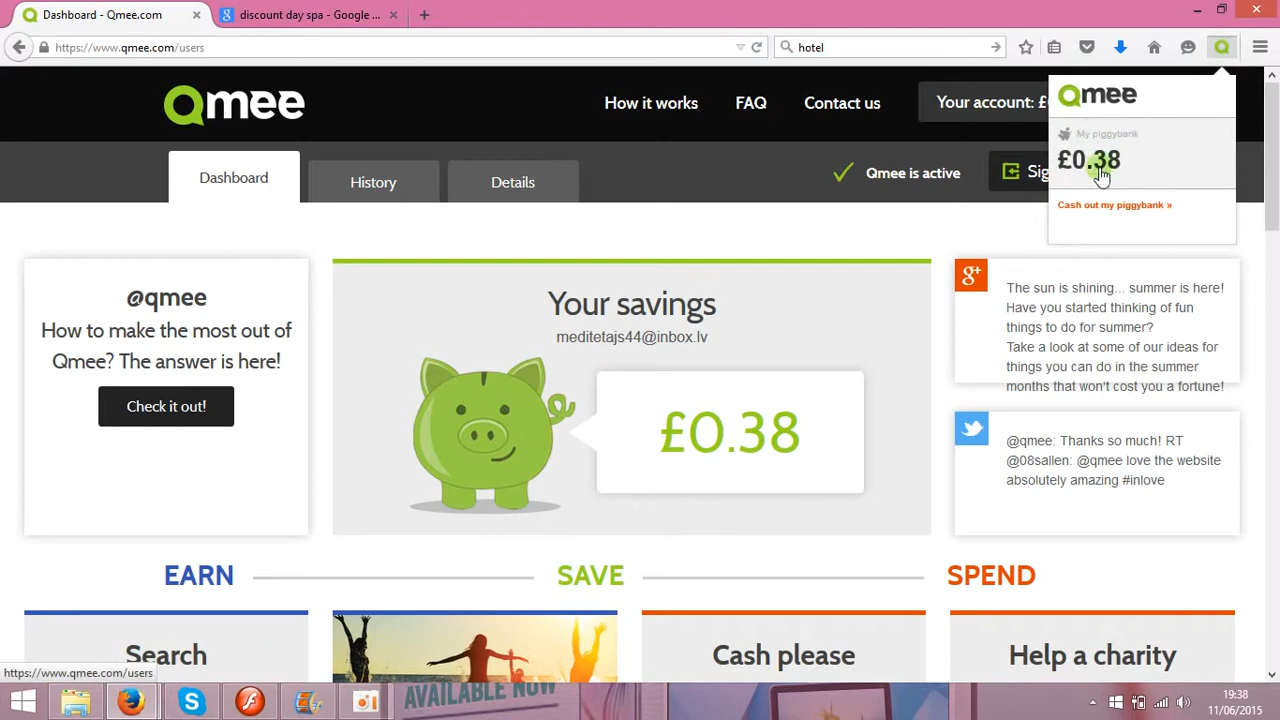 Dashboard - Qmee.com
discount day spa - Google ...
https://www.qmee.com/users
hotel
Qmee
How it works
FAQ
Contact us
Your account: £
Qmee
My piggybank
£0.38
Cash out my piggybank »
Dashboard
History
Details
Qmee is active
Sig
@qmee
How to make the most out of
Qmee? The answer is here!
Check it out!
Your savings
meditetajs44@inbox.lv
£0.38
g+
The sun is shining... summer is here!
Have you started thinking of fun
things to do for summer?
Take a look at some of our ideas for
things you can do in the summer
months that won't cost you a fortune!
@qmee: Thanks so much! RT
@08sallen: @qmee love the website
absolutely amazing #inlove
EARN
SAVE
SPEND
Search
Cash please
Help a charity
https://www.qmee.com/users
AVAILABLE NOW
19:38
11/06/2015